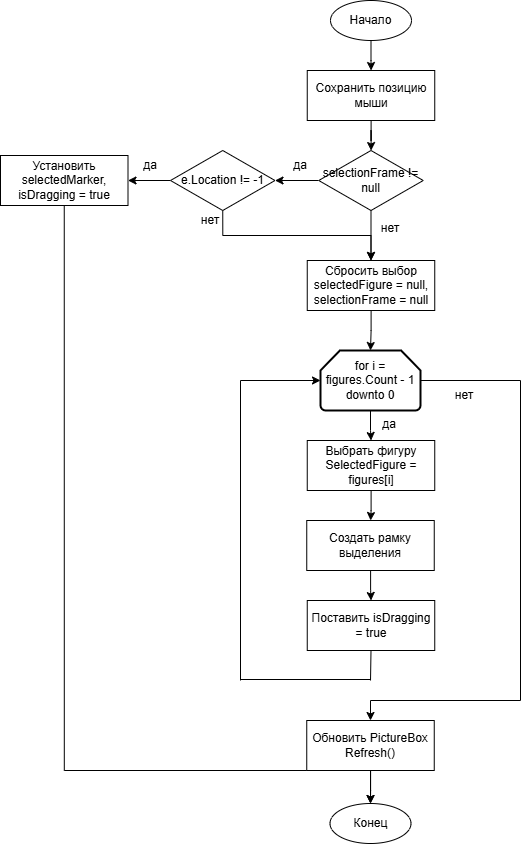 Начало
Сохранить позицию
мыши
selectionFrame !=
null
да
e.Location != -1
да
Установить
selectedMarker,
isDragging = true
нет
нет
Сбросить выбор
selectedFigure = null,
selectionFrame = null
for i =
figures.Count - 1
downto 0
нет
да
Выбрать фигуру
SelectedFigure =
figures[i]
Создать рамку
выделения
Поставить isDragging
= true
Обновить PictureBox
Refresh()
Конец